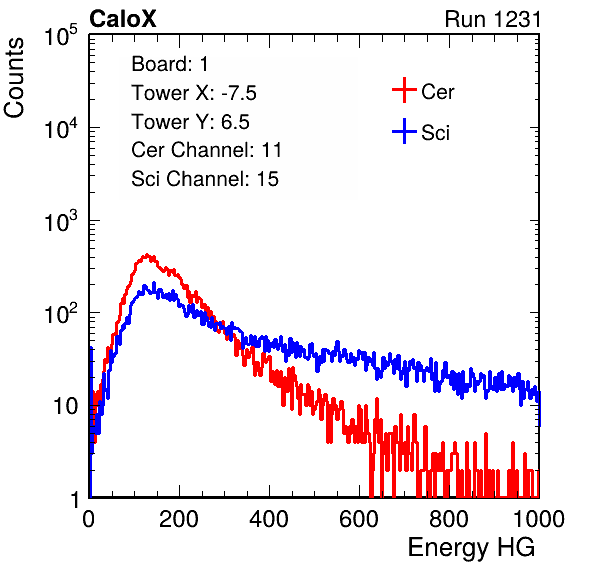 CaloX Run 1231
Counts
Board: 1
Tower X: -7.5
Tower Y: 6.5
Cer Channel: 11
Sci Channel: 15
Cer
Sci
10^5
10^4
10^3
10^2
10
1
0 200 400 600 800 1000
Energy HG